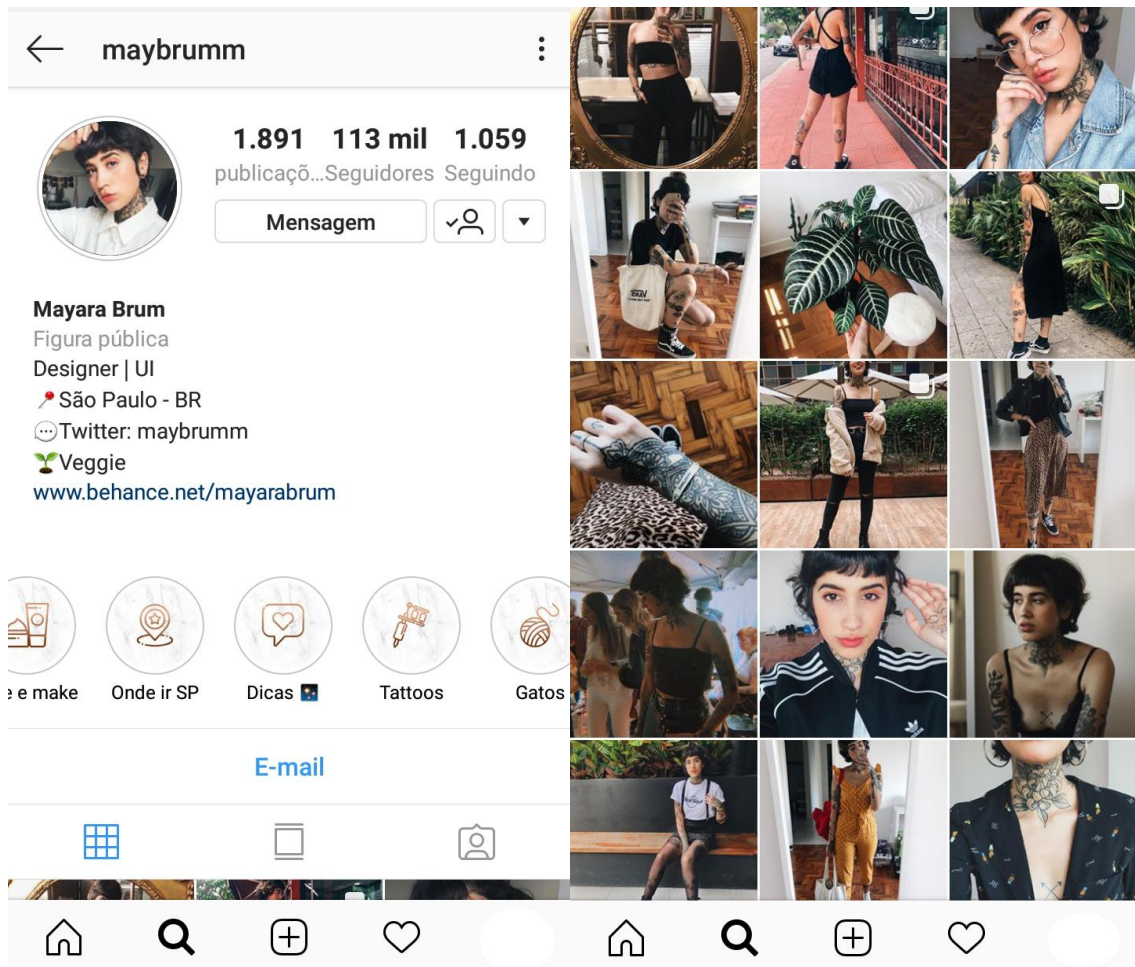 maybrumm
1.891 113 mil 1.059
publicaçõ... Seguidores Seguindo
Mensagem
Mayara Brum
Figura pública
Designer | UI
São Paulo - BR
Twitter: maybrumm
Veggie
www.behance.net/mayarabrum
e e make Onde ir SP Dicas Tattoos Gatos
E-mail